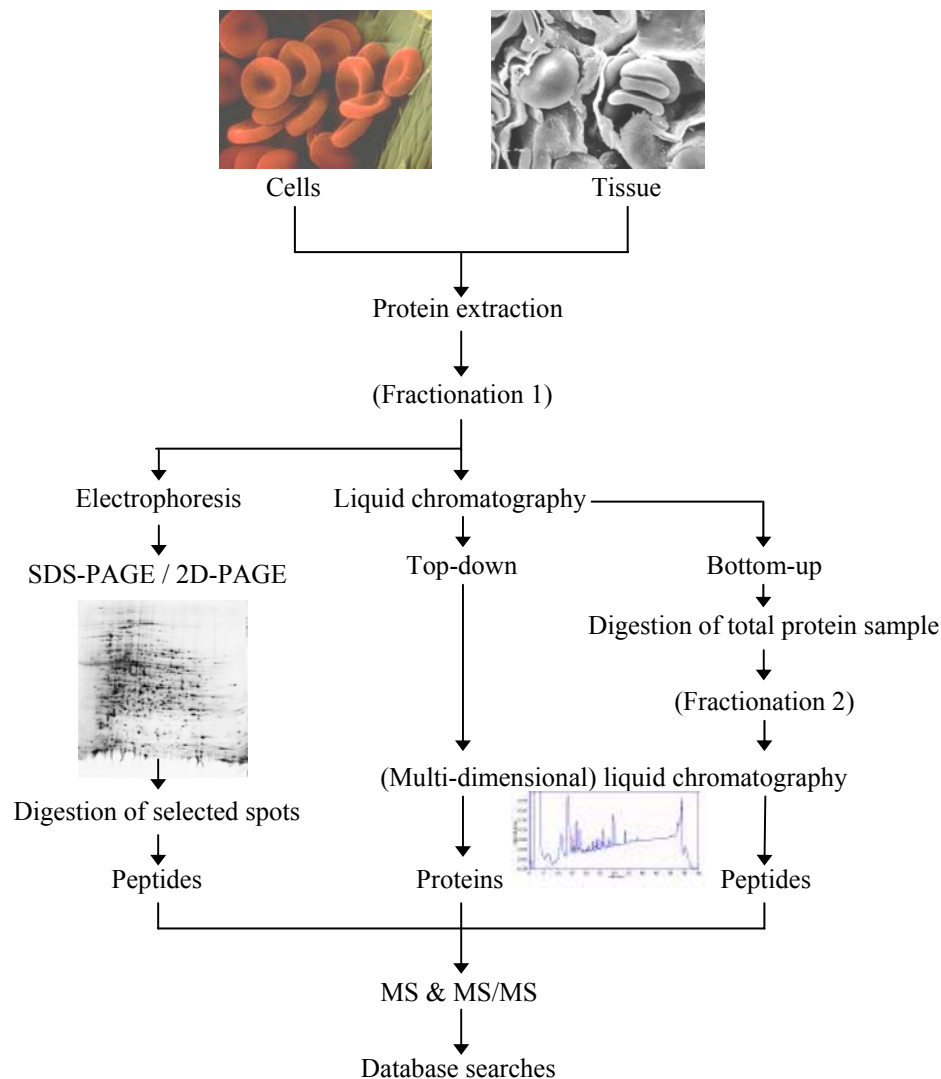 Cells
Tissue
Protein extraction
(Fractionation 1)
Electrophoresis
Liquid chromatography
SDS-PAGE / 2D-PAGE
Top-down
Bottom-up
Digestion of total protein sample
(Fractionation 2)
(Multi-dimensional) liquid chromatography
Digestion of selected spots
Peptides
Proteins
Peptides
MS & MS/MS
Database searches